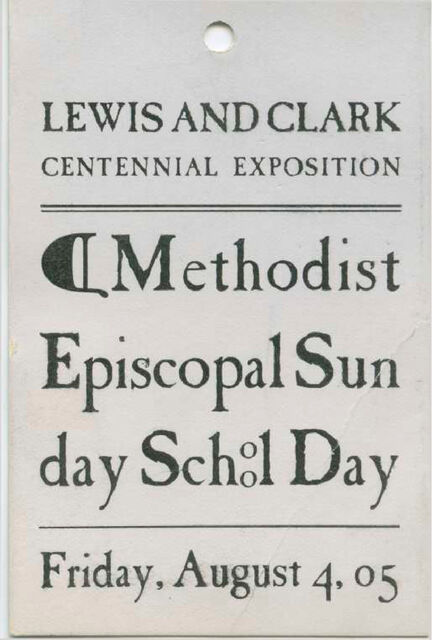 LEWIS AND CLARK
CENTENNIAL EXPOSITION
⁋ Methodist
Episcopal Sun
day School Day
Friday, August 4, 05